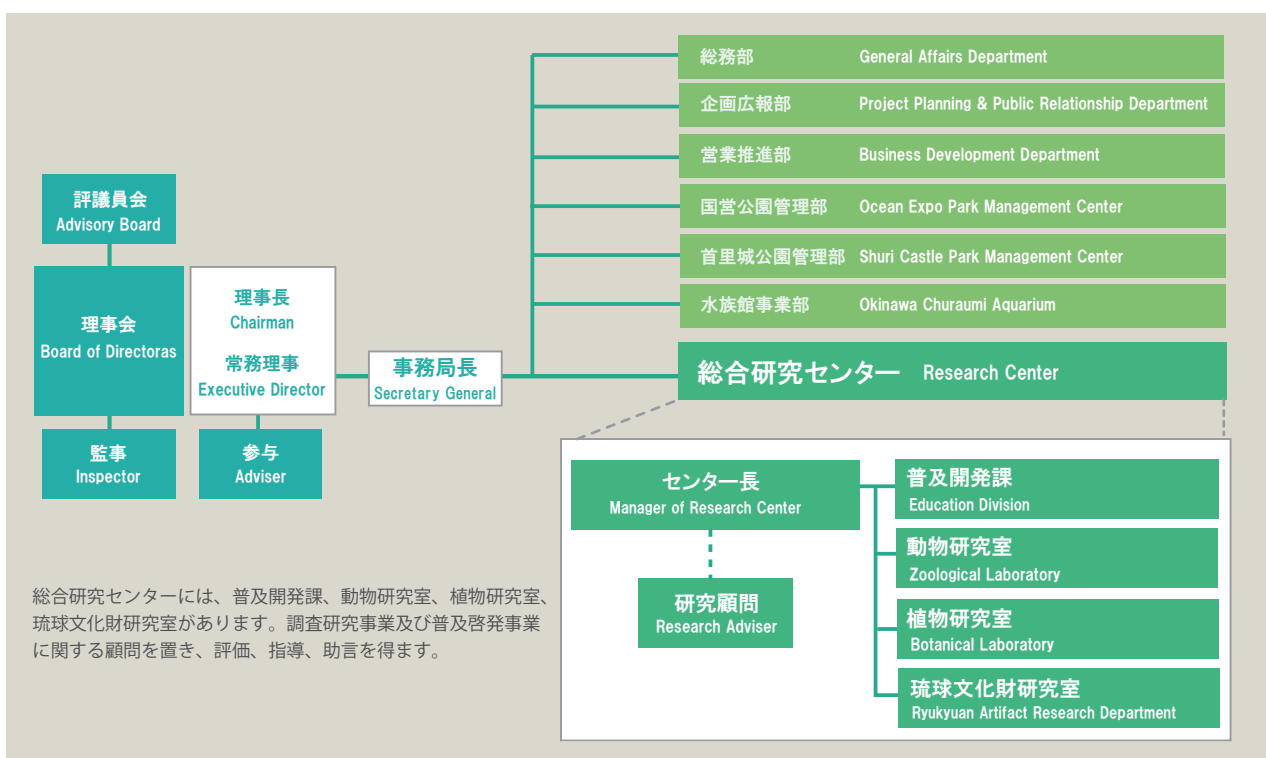 総務部 General Affairs Department
企画広報部 Project Planning & Public Relationship Department
営業推進部 Business Development Department
国営公園管理部 Ocean Expo Park Management Center
首里城公園管理部 Shuri Castle Park Management Center
水族館事業部 Okinawa Churaumi Aquarium
総合研究センター Research Center
評議員会
Advisory Board
理事会
Board of Directoras
監事
Inspector
理事長
Chairman
常務理事
Executive Director
参与
Adviser
事務局長
Secretary General
センター長
Manager of Research Center
研究顧問
Research Adviser
普及開発課
Education Division
動物研究室
Zoological Laboratory
植物研究室
Botanical Laboratory
琉球文化財研究室
Ryukyuan Artifact Research Department
総合研究センターには、普及開発課、動物研究室、植物研究室、
琉球文化財研究室があります。調査研究事業及び普及啓発事業
に関する顧問を置き、評価、指導、助言を得ます。